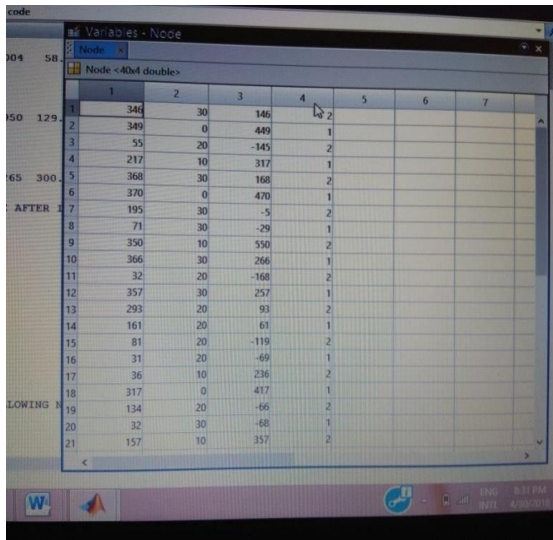 code
Variables - Node
Node
Node <40x4 double>
004 58.
050 129.
265 300.
AFTER I
LOWING N
1 2 3 4 5 6 7
1 346 30 146 2
2 349 0 449 1
3 55 20 -145 2
4 217 10 317 1
5 368 30 168 2
6 370 0 470 1
7 195 30 -5 2
8 71 30 -29 1
9 350 10 550 2
10 366 30 266 1
11 32 20 -168 2
12 357 30 257 1
13 293 20 93 2
14 161 20 61 1
15 81 20 -119 2
16 31 20 -69 1
17 36 10 236 2
18 317 0 417 1
19 134 20 -66 2
20 32 30 -68 1
21 157 10 357 2
W
ENG 8:31 PM
INTL